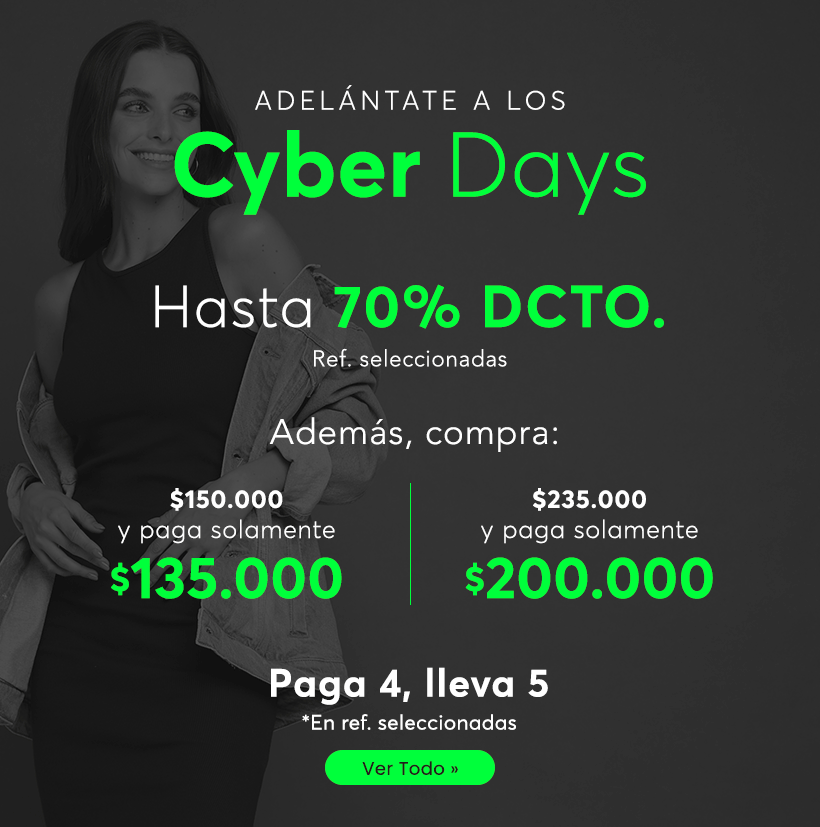 ADELÁNTATE A LOS
Cyber Days
Hasta 70% DCTO.
Ref. seleccionadas
Además, compra:
$150.000
y paga solamente
$135.000
$235.000
y paga solamente
$200.000
Paga 4, lleva 5
*En ref. seleccionadas
Ver Todo »